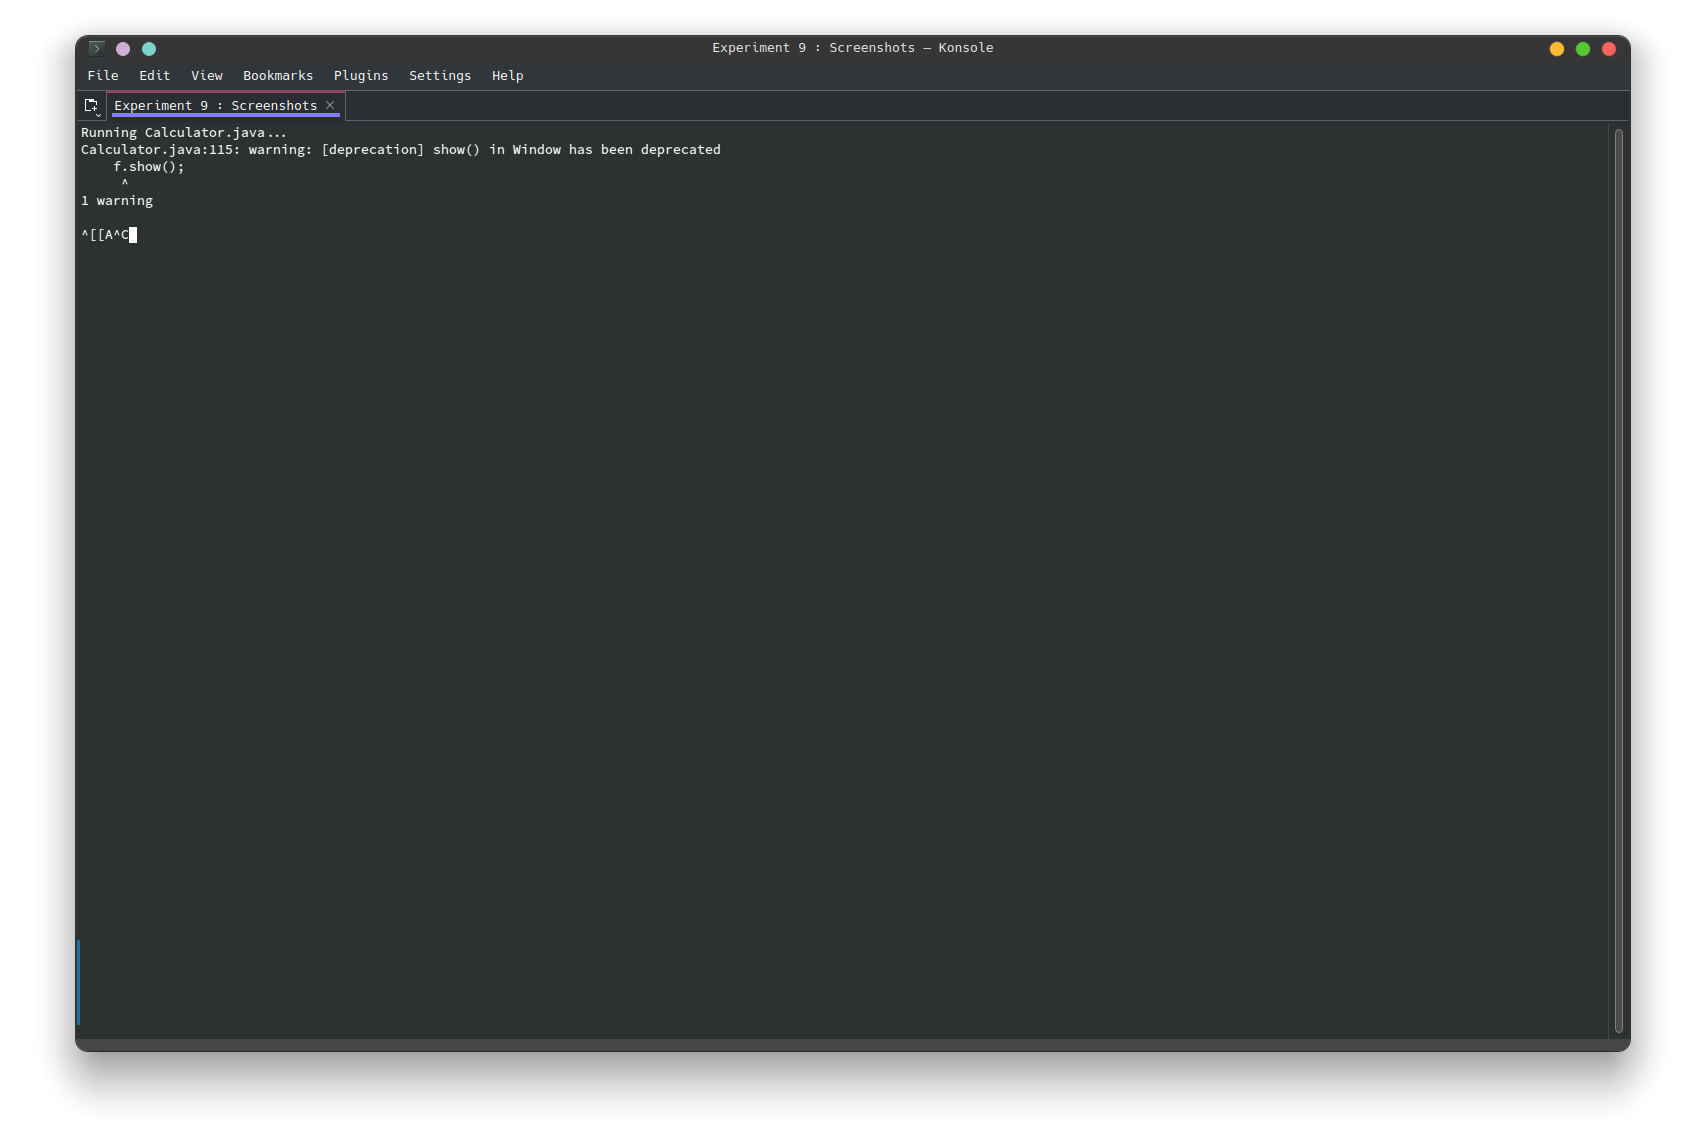 Experiment 9 : Screenshots — Konsole
File Edit View Bookmarks Plugins Settings Help
Experiment 9 : Screenshots
Running Calculator.java...
Calculator.java:115: warning: [deprecation] show() in Window has been deprecated
    f.show();
     ^
1 warning
^[[A^C